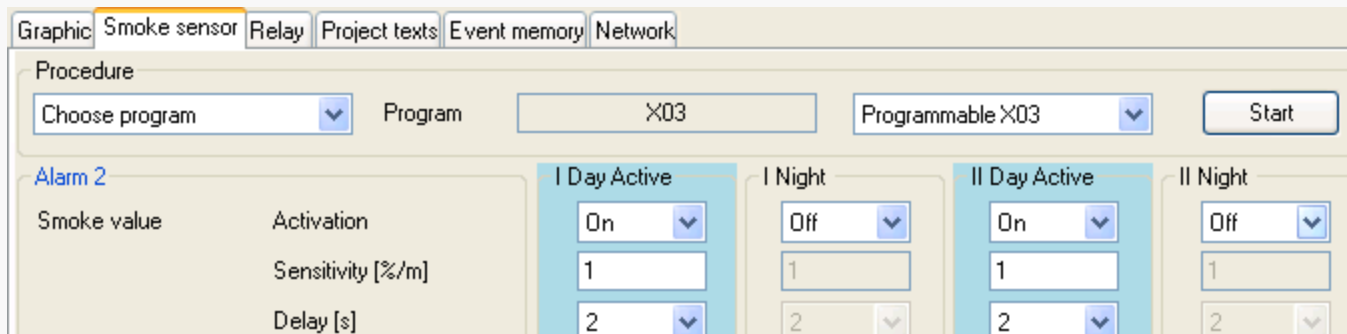 Graphic Smoke sensor Relay Project texts Event memory Network
Procedure
Choose program Program X03 Programmable X03 Start
Alarm 2 I Day Active I Night II Day Active II Night
Smoke value Activation On Off On Off
Sensitivity [%/m] 1 1 1 1
Delay [s] 2 2 2 2